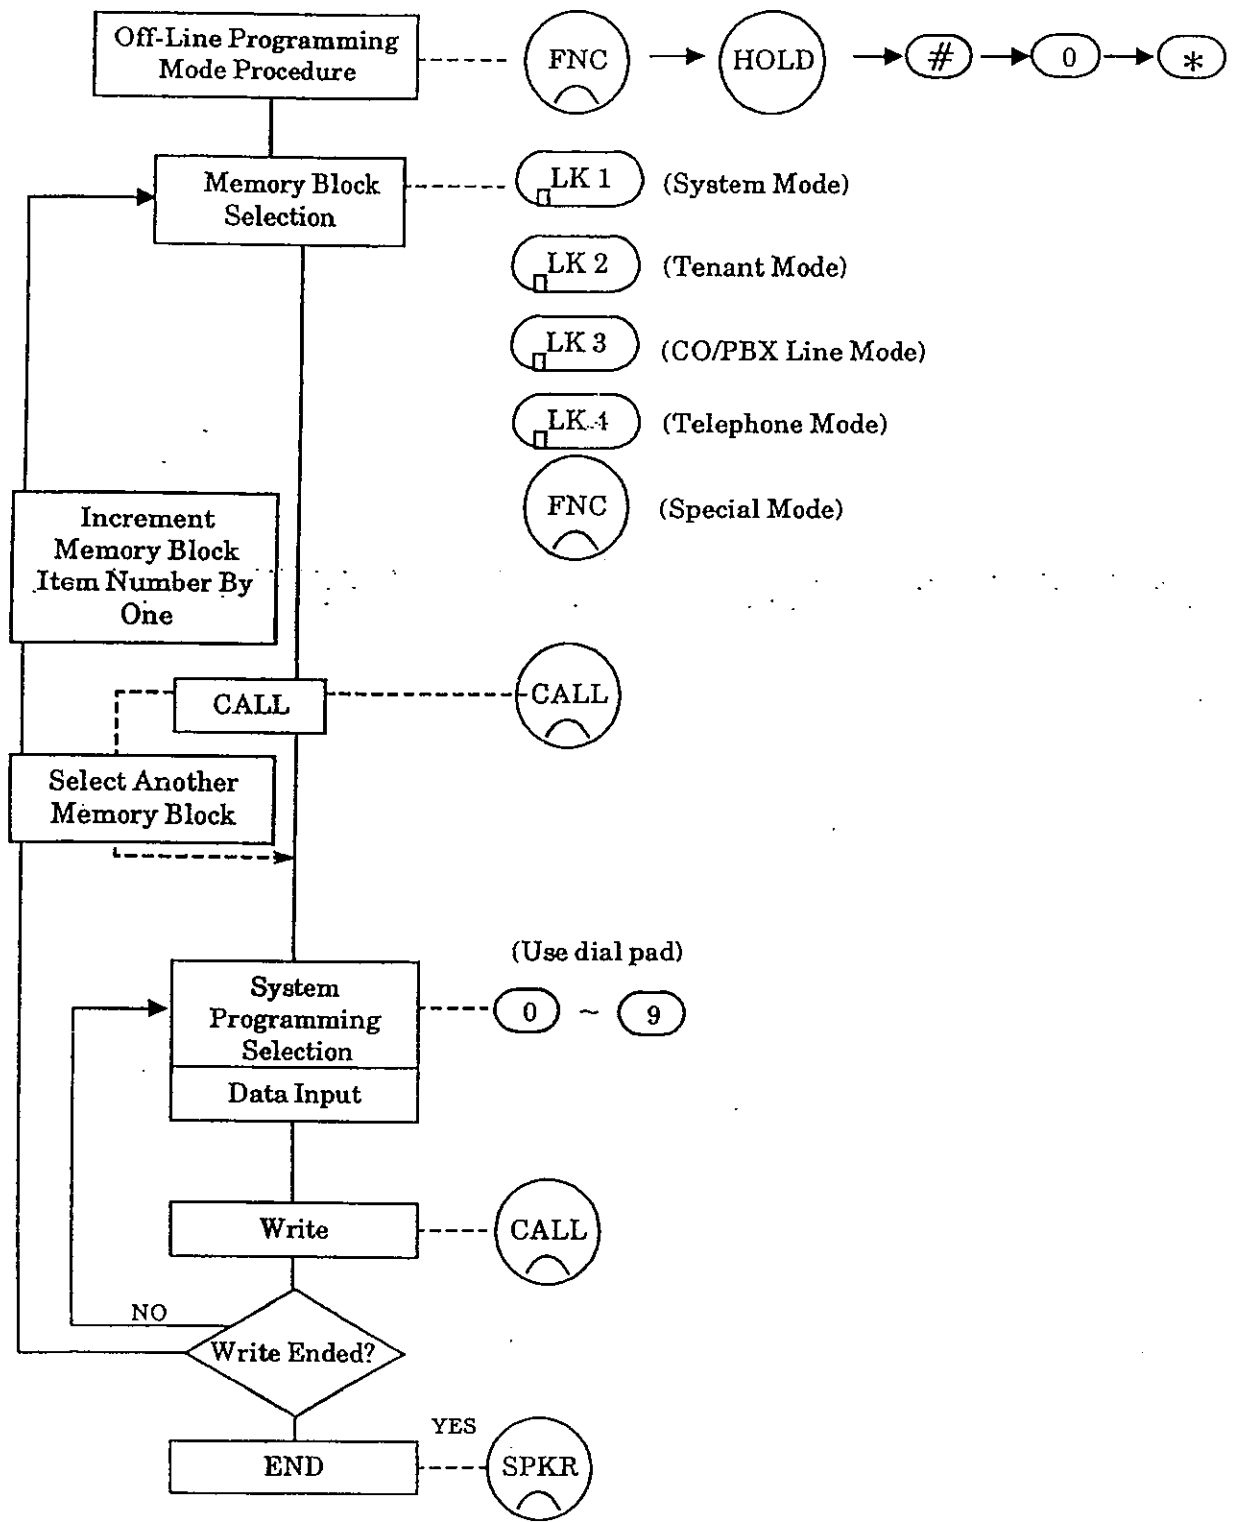 Off-Line Programming
Mode Procedure
FNC
HOLD
#
0
*
Memory Block
Selection
LK 1
(System Mode)
LK 2
(Tenant Mode)
LK 3
(CO/PBX Line Mode)
LK 4
(Telephone Mode)
FNC
(Special Mode)
Increment
Memory Block
Item Number By
One
CALL
CALL
Select Another
Memory Block
(Use dial pad)
System
Programming
Selection
0 ~ 9
Data Input
Write
CALL
NO
Write Ended?
YES
END
SPKR